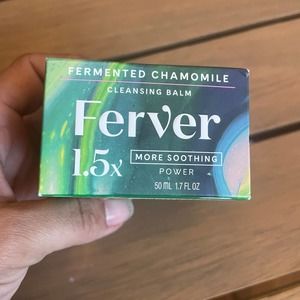 FERMENTED CHAMOMILE
CLEANSING BALM
Ferver
1.5x
MORE SOOTHING
POWER
50 ML 1.7 FL OZ